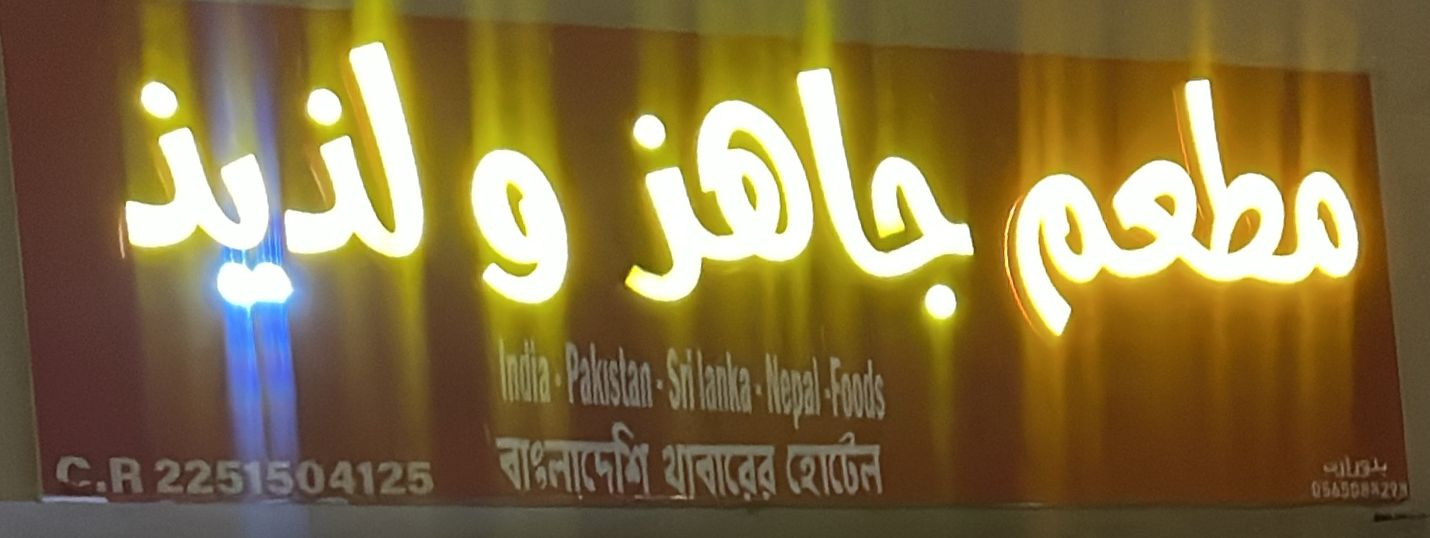 مطعم جاهز و لذيذ
India - Pakistan - Sri lanka - Nepal - Foods
বাংলাদেশি খাবারের হোটেল
C.R 2251504125